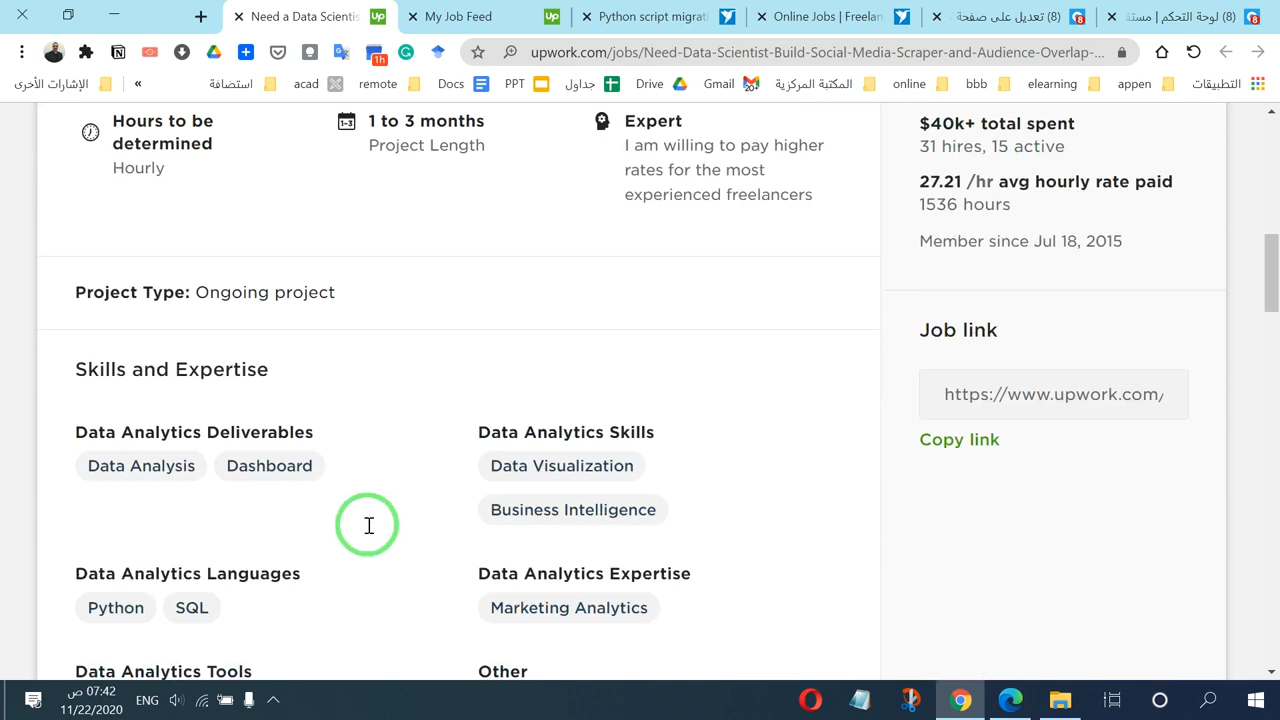 Need a Data Scientis
My Job Feed
Python script migrati
Online Jobs | Freelan
(8) تعديل على صفحة
(8) لوحة التحكم | مستق
upwork.com/jobs/Need-Data-Scientist-Build-Social-Media-Scraper-and-Audience-Overlap-...
1h
الإشارات الأخرى
«
استضافة
acad
remote
Docs
PPT
جداول
Drive
Gmail
المكتبة المركزية
online
bbb
elearning
appen
التطبيقات
Hours to be
determined
Hourly
1 to 3 months
Project Length
Expert
I am willing to pay higher
rates for the most
experienced freelancers
$40k+ total spent
31 hires, 15 active
27.21 /hr avg hourly rate paid
1536 hours
Member since Jul 18, 2015
Project Type: Ongoing project
Job link
https://www.upwork.com/
Copy link
Skills and Expertise
Data Analytics Deliverables
Data Analysis
Dashboard
Data Analytics Skills
Data Visualization
Business Intelligence
Data Analytics Languages
Python
SQL
Data Analytics Expertise
Marketing Analytics
Data Analytics Tools
Other
07:42 ص
11/22/2020
ENG